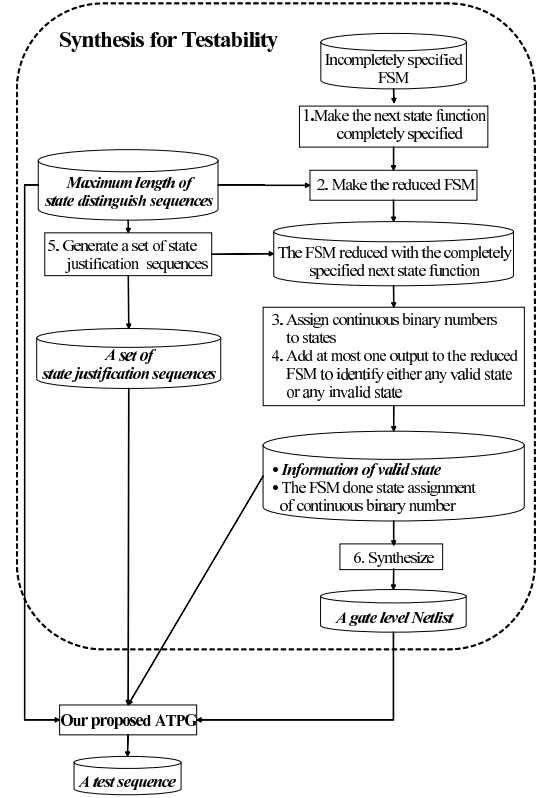 Synthesis for Testability
Incompletely specified
FSM
1.Make the next state function
completely specified
Maximum length of
state distinguish sequences
2. Make the reduced FSM
5. Generate a set of state
justification sequences
The FSM reduced with the completely
specified next state function
3. Assign continuous binary numbers
to states
4. Add at most one output to the reduced
FSM to identify either any valid state
or any invalid state
A set of
state justification sequences
• Information of valid state
• The FSM done state assignment
of continuous binary number
6. Synthesize
A gate level Netlist
Our proposed ATPG
A test sequence